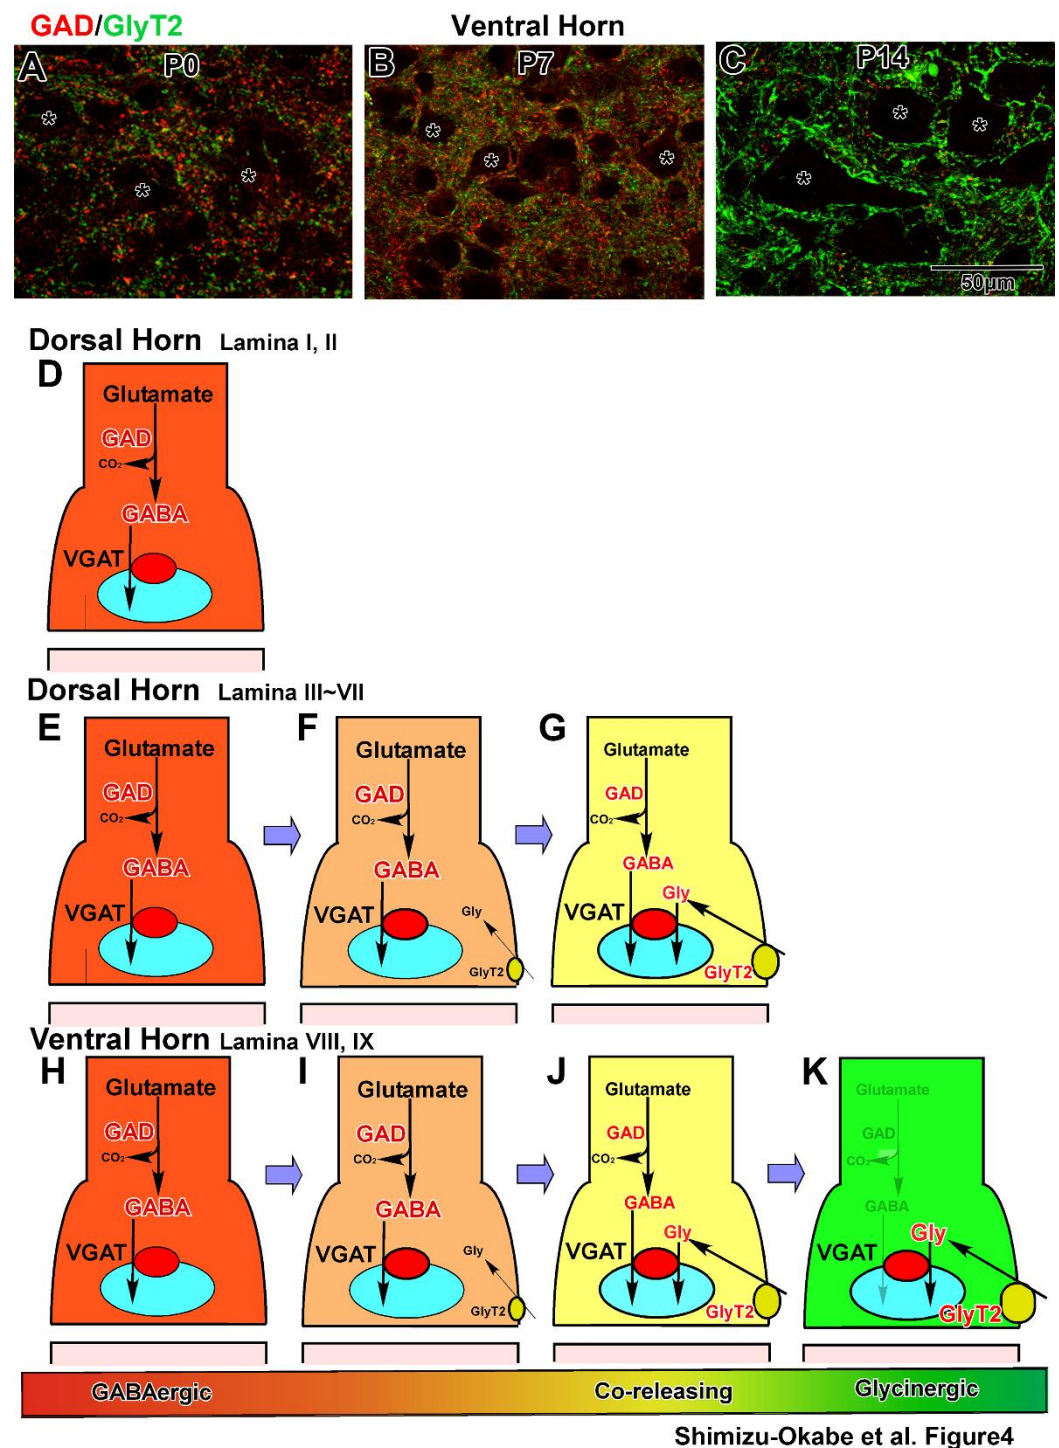 GAD/GlyT2 Ventral Horn
A P0 B P7 C P14
* * * * * * * * *
50µm
Dorsal Horn Lamina I, II
D
Glutamate
GAD
CO₂
GABA
VGAT
Dorsal Horn Lamina III~VII
E
Glutamate
GAD
CO₂
GABA
VGAT
F
Glutamate
GAD
CO₂
GABA
VGAT
Gly
GlyT2
G
Glutamate
GAD
CO₂
GABA
Gly
VGAT
GlyT2
Ventral Horn Lamina VIII, IX
H
Glutamate
GAD
CO₂
GABA
VGAT
I
Glutamate
GAD
CO₂
GABA
VGAT
Gly
GlyT2
J
Glutamate
GAD
CO₂
GABA
Gly
VGAT
GlyT2
K
Glutamate
GAD
CO₂
GABA
Gly
VGAT
GlyT2
GABAergic Co-releasing Glycinergic
Shimizu-Okabe et al. Figure4